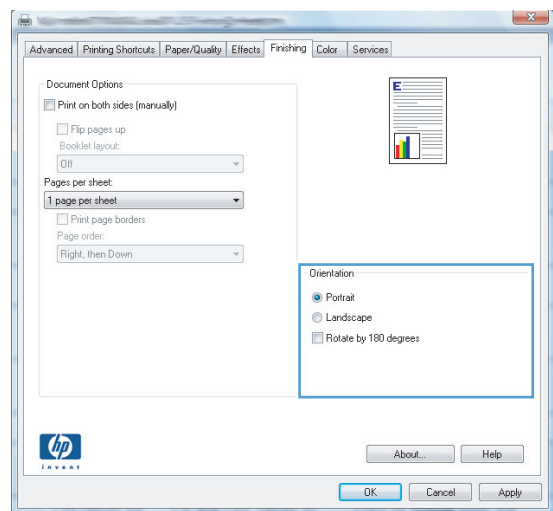 Advanced Printing Shortcuts Paper/Quality Effects Finishing Color Services
Document Options
Print on both sides (manually)
Flip pages up
Booklet layout:
Off
Pages per sheet:
1 page per sheet
Print page borders
Page order:
Right, then Down
E
Orientation
Portrait
Landscape
Rotate by 180 degrees
hp
invent
About... Help
OK Cancel Apply